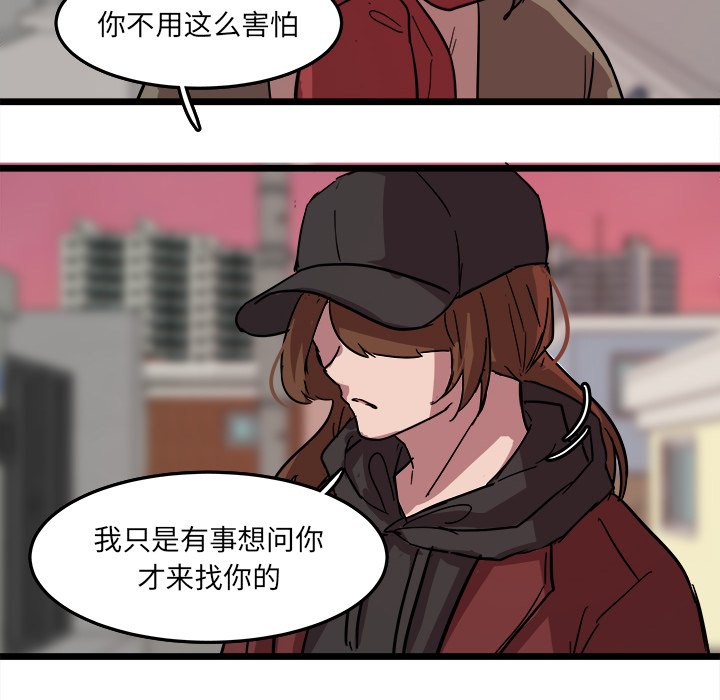 你不用这么害怕
我只是有事想问你
才来找你的